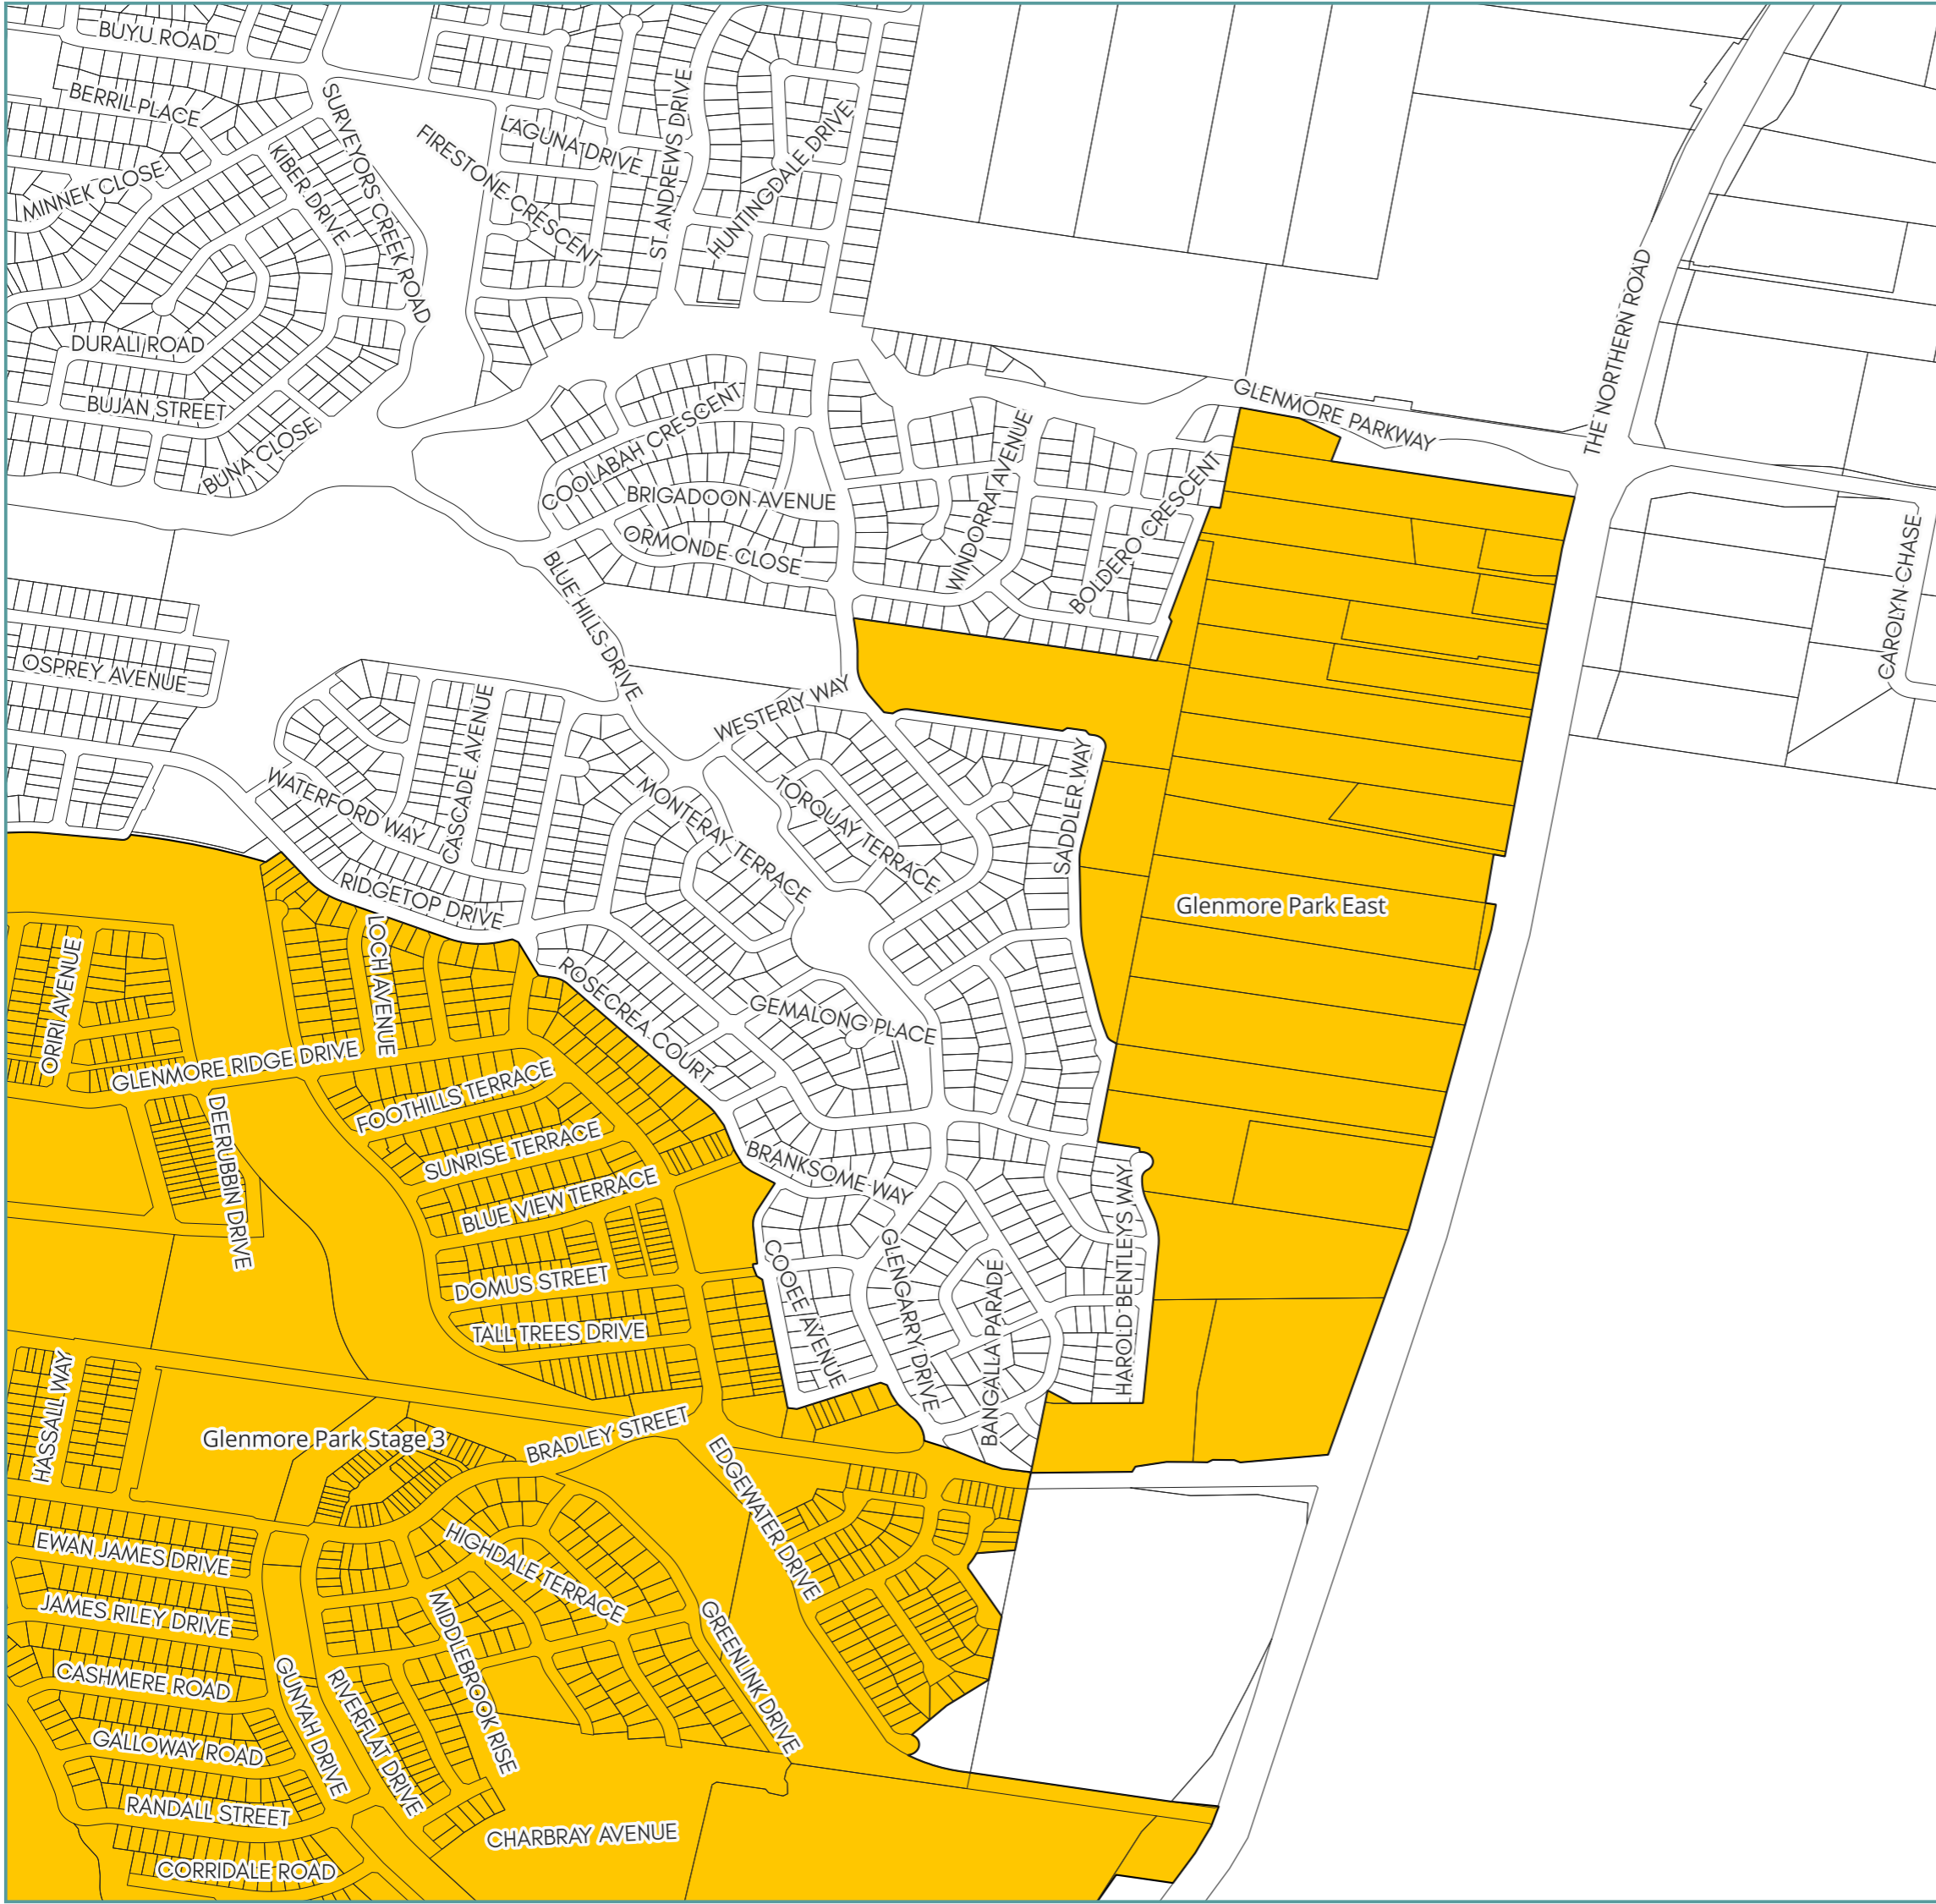 BUYU ROAD
BERRIL PLACE
MINNEK CLOSE
KIBER DRIVE
SURVEYORS CREEK ROAD
FIRESTONE CRESCENT
LAGUNA DRIVE
ST ANDREWS DRIVE
HUNTINGDALE DRIVE
DURALI ROAD
BUJAN STREET
BUNA CLOSE
THE NORTHERN ROAD
GLENMORE PARKWAY
COOLABAH CRESCENT
BRIGADOON AVENUE
ORMONDE CLOSE
WINDORRA AVENUE
BOLDERO CRESCENT
CAROLYN CHASE
BLUE HILLS DRIVE
OSPREY AVENUE
WESTERLY WAY
CASCADE AVENUE
WATERFORD WAY
MONTERAY TERRACE
TORQUAY TERRACE
SADDLER WAY
RIDGETOP DRIVE
Glenmore Park East
LOCH AVENUE
ORIRI AVENUE
ROSECREA COURT
GEMALONG PLACE
GLENMORE RIDGE DRIVE
FOOTHILLS TERRACE
DEERUBBIN DRIVE
SUNRISE TERRACE
BLUE VIEW TERRACE
BRANKSOME WAY
HAROLD BENTLEYS WAY
COOEE AVENUE
GLENGARRY DRIVE
BANGALLA PARADE
DOMUS STREET
TALL TREES DRIVE
HASSALL WAY
Glenmore Park Stage 3
BRADLEY STREET
EDGEWATER DRIVE
EWAN JAMES DRIVE
HIGHDALE TERRACE
JAMES RILEY DRIVE
MIDDLEBROOK RISE
GREENLINK DRIVE
CASHMERE ROAD
GUNYAH DRIVE
RIVERFLAT DRIVE
GALLOWAY ROAD
RANDALL STREET
CHARBRAY AVENUE
CORRIDALE ROAD